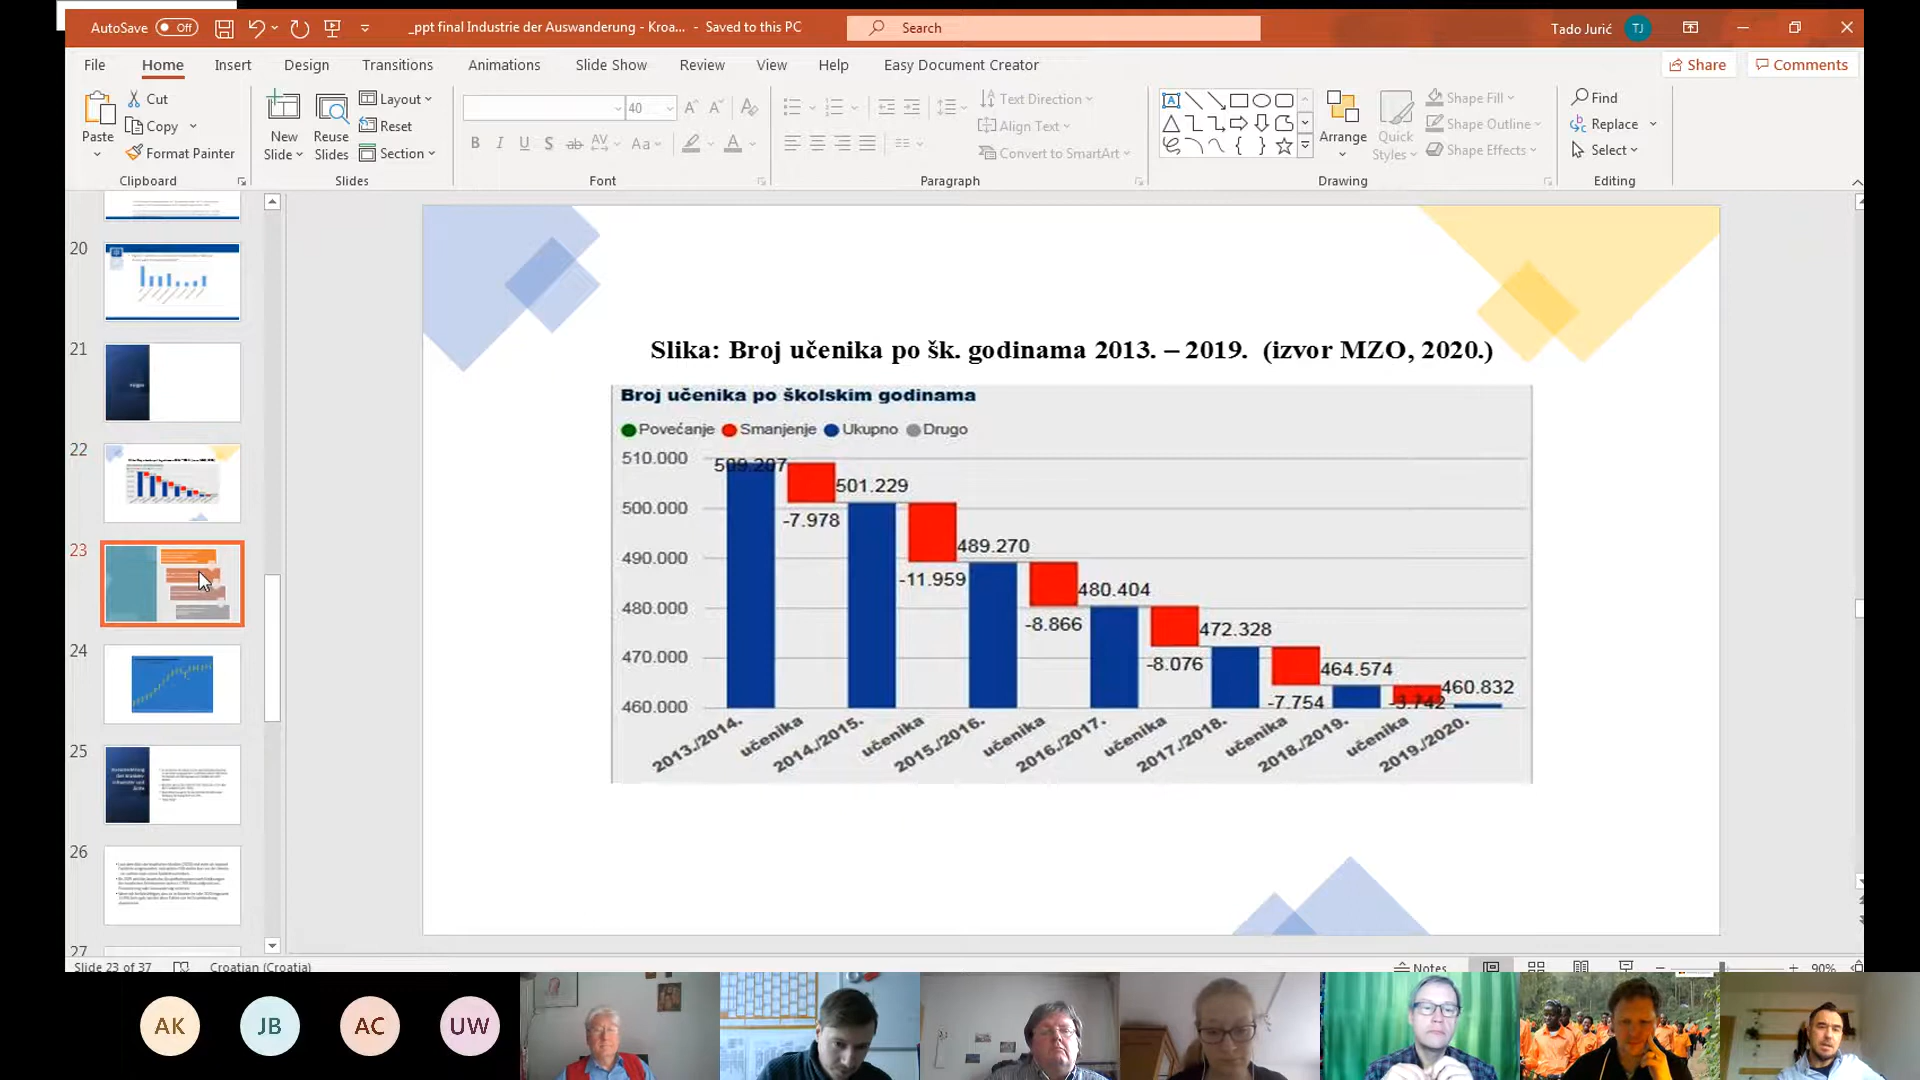 AutoSave Off
_ppt final Industrie der Auswanderung - Kroa... - Saved to this PC
Search
Tado Jurić TJ
File Home Insert Design Transitions Animations Slide Show Review View Help Easy Document Creator
Share Comments
Paste
Cut
Copy
Format Painter
Clipboard
New Slide
Reuse Slides
Layout
Reset
Section
Slides
40
Font
Text Direction
Align Text
Convert to SmartArt
Paragraph
Arrange
Quick Styles
Shape Fill
Shape Outline
Shape Effects
Drawing
Find
Replace
Select
Editing
20
21
22
23
24
25
26
27
Slika: Broj učenika po šk. godinama 2013. – 2019. (izvor MZO, 2020.)
Broj učenika po školskim godinama
Povećanje Smanjenje Ukupno Drugo
510.000
500.000
490.000
480.000
470.000
460.000
509.207
-7.978
501.229
-11.959
489.270
-8.866
480.404
-8.076
472.328
-7.754
464.574
-3.742
460.832
2013./2014. učenika 2014./2015. učenika 2015./2016. učenika 2016./2017. učenika 2017./2018. učenika 2018./2019. učenika 2019./2020.
Slide 23 of 37 Croatian (Croatia)
Notes 90%
AK JB AC UW